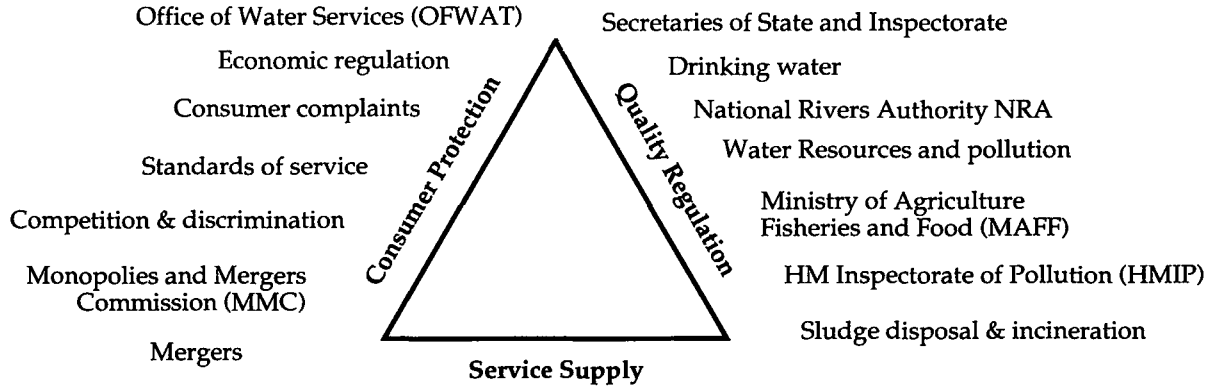 Office of Water Services (OFWAT)
Economic regulation
Consumer complaints
Standards of service
Competition & discrimination
Monopolies and Mergers
Commission (MMC)
Mergers
Consumer Protection
Quality Regulation
Service Supply
Secretaries of State and Inspectorate
Drinking water
National Rivers Authority NRA
Water Resources and pollution
Ministry of Agriculture
Fisheries and Food (MAFF)
HM Inspectorate of Pollution (HMIP)
Sludge disposal & incineration